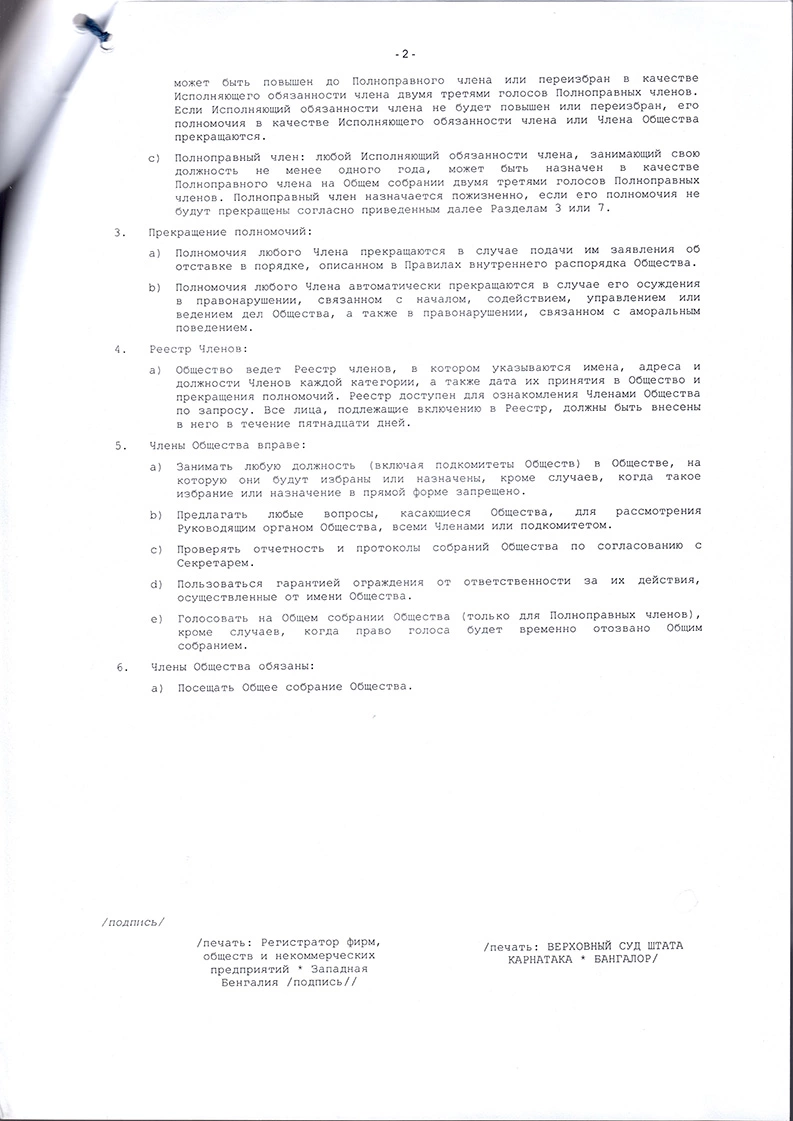 -2-
может быть повышен до Полноправного члена или переизбран в качестве
Исполняющего обязанности члена двумя третями голосов Полноправных членов.
Если Исполняющий обязанности члена не будет повышен или переизбран, его
полномочия в качестве Исполняющего обязанности члена или Члена Общества
прекращаются.
c) Полноправный член: любой Исполняющий обязанности члена, занимающий свою
должность не менее одного года, может быть назначен в качестве
Полноправного члена на Общем собрании двумя третями голосов Полноправных
членов. Полноправный член назначается пожизненно, если его полномочия не
будут прекращены согласно приведенным далее Разделам 3 или 7.
3. Прекращение полномочий:
a) Полномочия любого Члена прекращаются в случае подачи им заявления об
отставке в порядке, описанном в Правилах внутреннего распорядка Общества.
b) Полномочия любого Члена автоматически прекращаются в случае его осуждения
в правонарушении, связанном с началом, содействием, управлением или
ведением дел Общества, а также в правонарушении, связанном с аморальным
поведением.
4. Реестр Членов:
a) Общество ведет Реестр членов, в котором указываются имена, адреса и
должности Членов каждой категории, а также дата их принятия в Общество и
прекращения полномочий. Реестр доступен для ознакомления Членами Общества
по запросу. Все лица, подлежащие включению в Реестр, должны быть внесены
в него в течение пятнадцати дней.
5. Члены Общества вправе:
a) Занимать любую должность (включая подкомитеты Обществ) в Обществе, на
которую они будут избраны или назначены, кроме случаев, когда такое
избрание или назначение в прямой форме запрещено.
b) Предлагать любые вопросы, касающиеся Общества, для рассмотрения
Руководящим органом Общества, всеми Членами или подкомитетом.
c) Проверять отчетность и протоколы собраний Общества по согласованию с
Секретарем.
d) Пользоваться гарантией ограждения от ответственности за их действия,
осуществленные от имени Общества.
e) Голосовать на Общем собрании Общества (только для Полноправных членов),
кроме случаев, когда право голоса будет временно отозвано Общим
собранием.
6. Члены Общества обязаны:
a) Посещать Общее собрание Общества.
/подпись/
/печать: Регистратор фирм,
обществ и некоммерческих
предприятий * Западная
Бенгалия /подпись//
/печать: ВЕРХОВНЫЙ СУД ШТАТА
КАРНАТАКА * БАНГАЛОР/